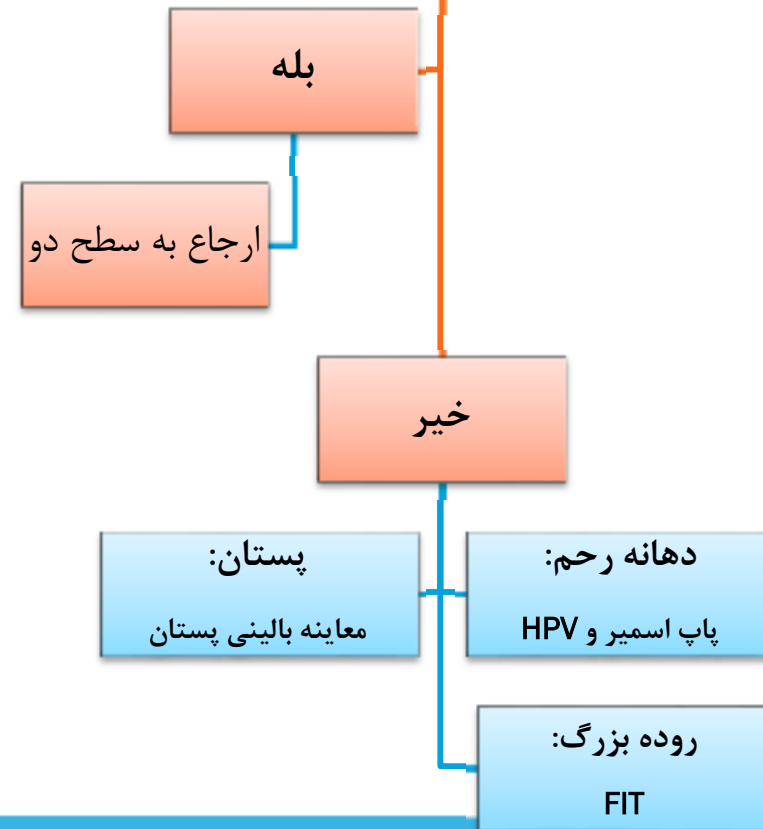 بله
ارجاع به سطح دو
خیر
دهانه رحم:
پاپ اسمیر و HPV
پستان:
معاینه بالینی پستان
روده بزرگ:
FIT